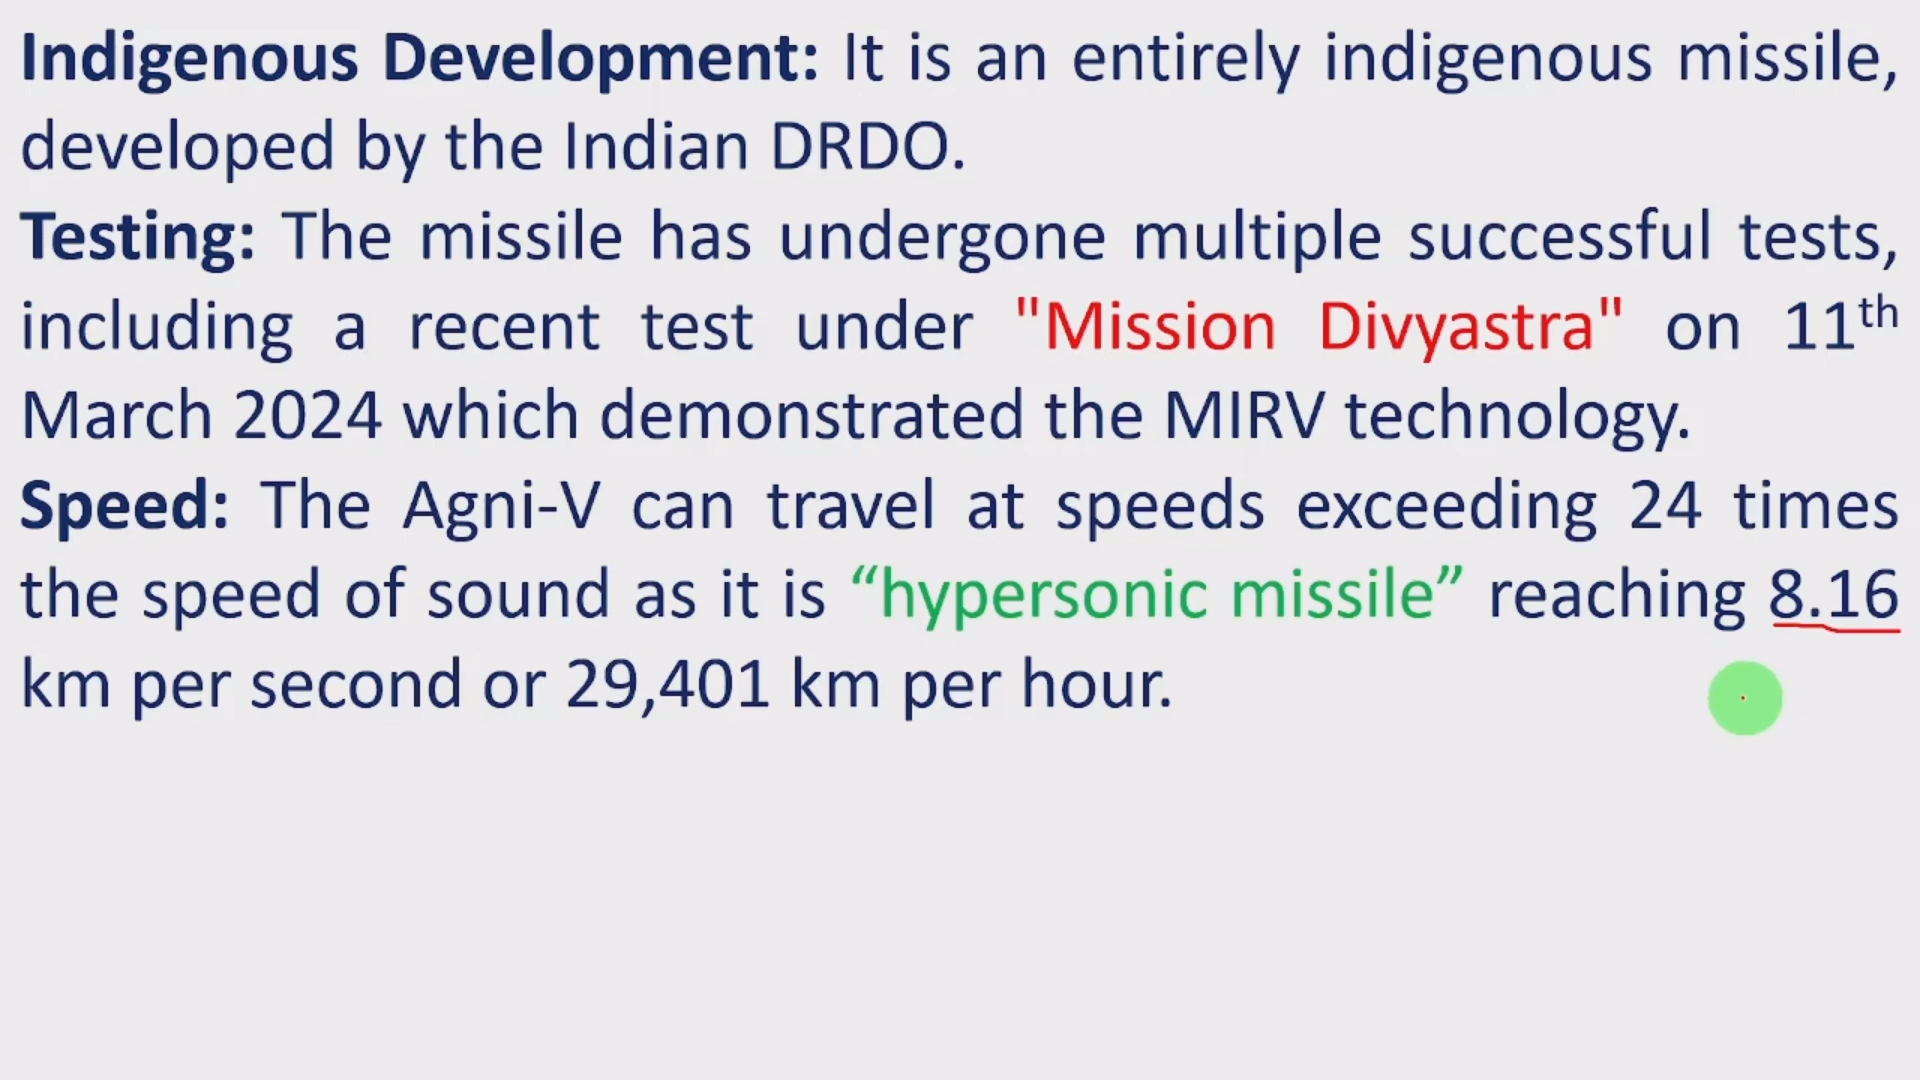 Indigenous Development: It is an entirely indigenous missile,
developed by the Indian DRDO.
Testing: The missile has undergone multiple successful tests,
including a recent test under "Mission Divyastra" on 11th
March 2024 which demonstrated the MIRV technology.
Speed: The Agni-V can travel at speeds exceeding 24 times
the speed of sound as it is “hypersonic missile” reaching 8.16
km per second or 29,401 km per hour.